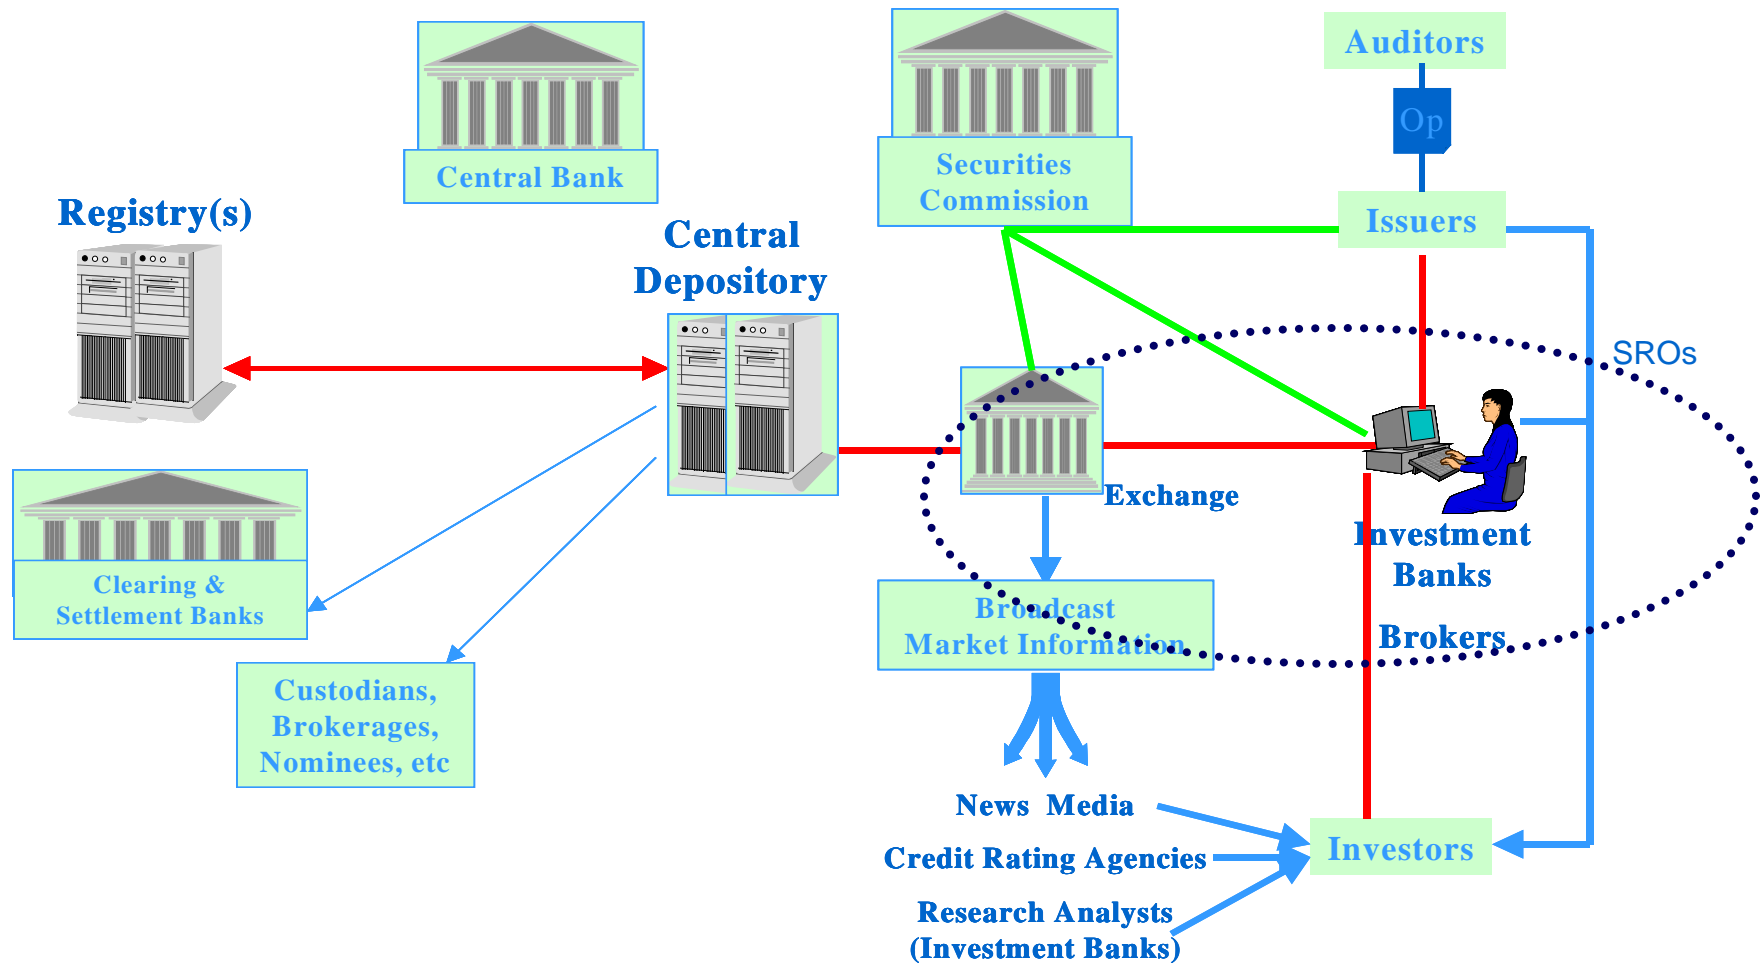 Auditors
Op
Central Bank
Securities
Commission
Registry(s)
Central
Depository
Issuers
SROs
Exchange
Investment
Banks
Clearing &
Settlement Banks
Broadcast
Market Information
Brokers
Custodians,
Brokerages,
Nominees, etc
News Media
Credit Rating Agencies
Investors
Research Analysts
(Investment Banks)